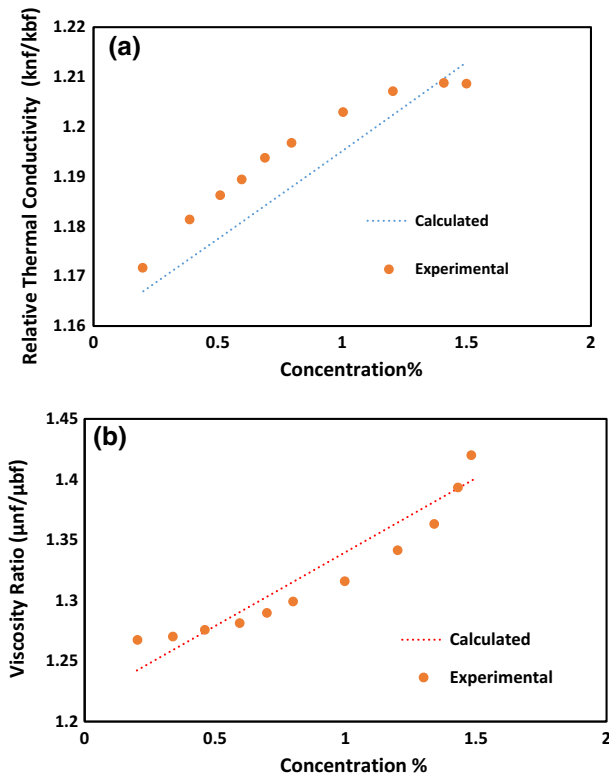 (a)
Relative Thermal Conductivity (knf/kbf)
1.22
1.21
1.2
1.19
1.18
1.17
1.16
Calculated
Experimental
0
0.5
1
1.5
2
Concentration%
(b)
Viscosity Ratio (μnf/μbf)
1.45
1.4
1.35
1.3
1.25
1.2
Calculated
Experimental
0
0.5
1
1.5
2
Concentration %